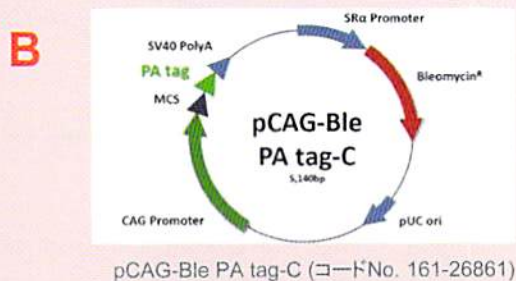 B
SRα Promoter
SV40 PolyA
PA tag
Bleomycinᴿ
MCS
pCAG-Ble
PA tag-C
5,140bp
CAG Promoter
pUC ori
pCAG-Ble PA tag-C (コードNo. 161-26861)